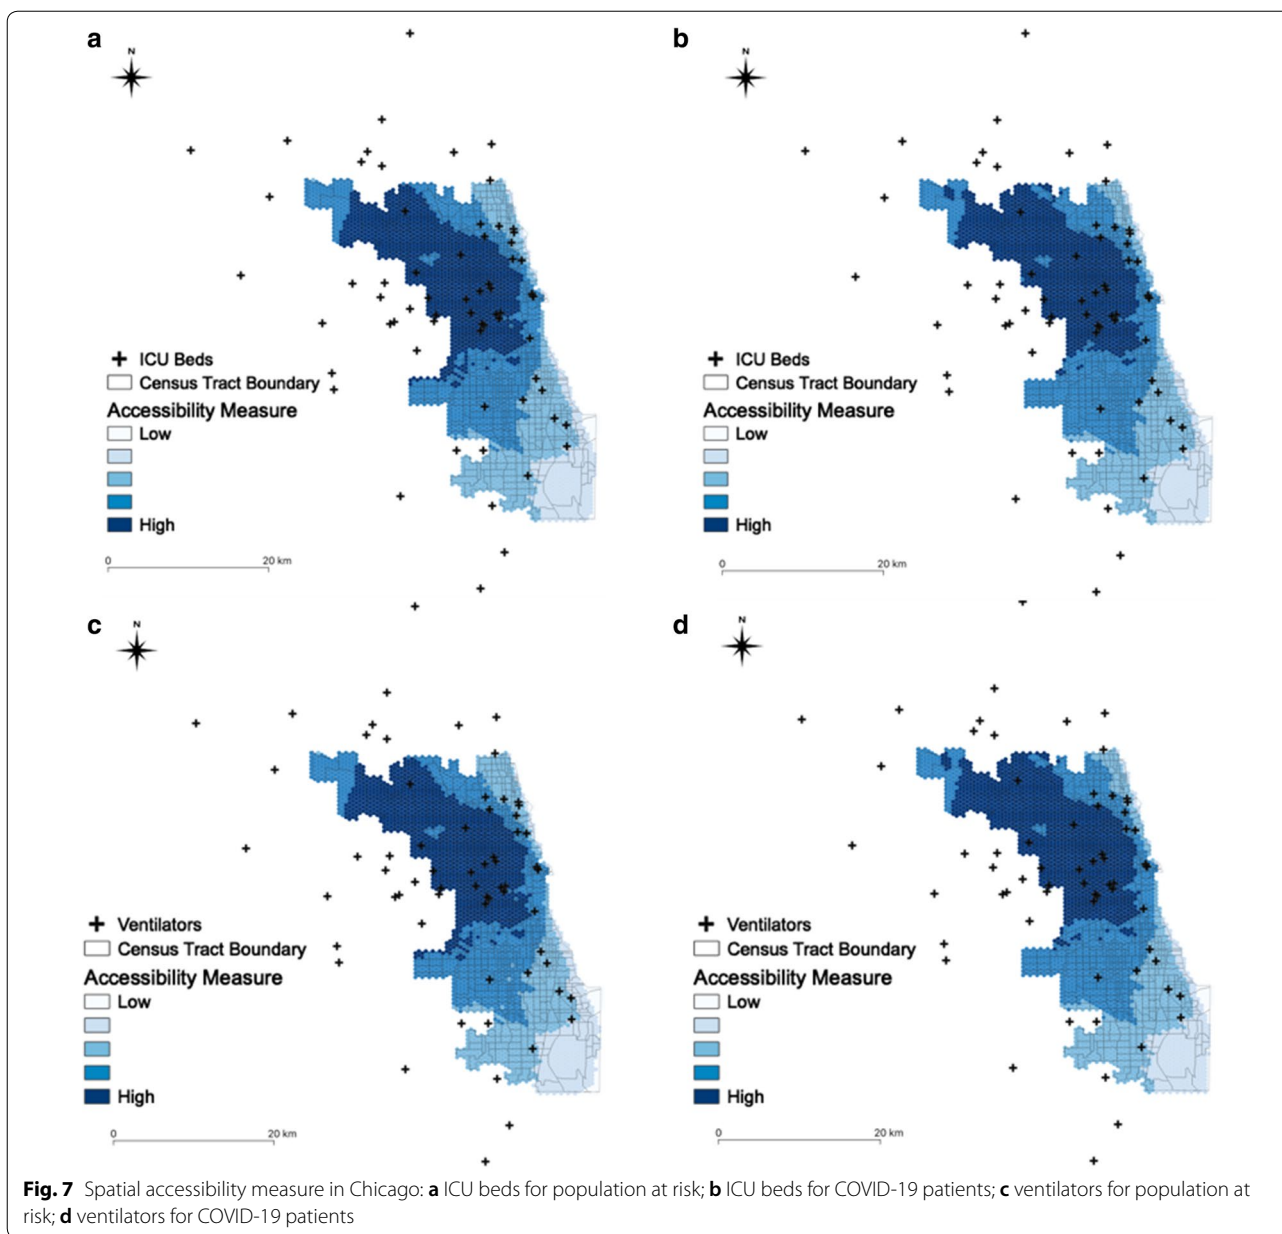 a
N
ICU Beds
Census Tract Boundary
Accessibility Measure
Low
High
0 20 km
b
N
ICU Beds
Census Tract Boundary
Accessibility Measure
Low
High
0 20 km
c
N
Ventilators
Census Tract Boundary
Accessibility Measure
Low
High
0 20 km
d
N
Ventilators
Census Tract Boundary
Accessibility Measure
Low
High
0 20 km
Fig. 7 Spatial accessibility measure in Chicago: a ICU beds for population at risk; b ICU beds for COVID-19 patients; c ventilators for population at
risk; d ventilators for COVID-19 patients